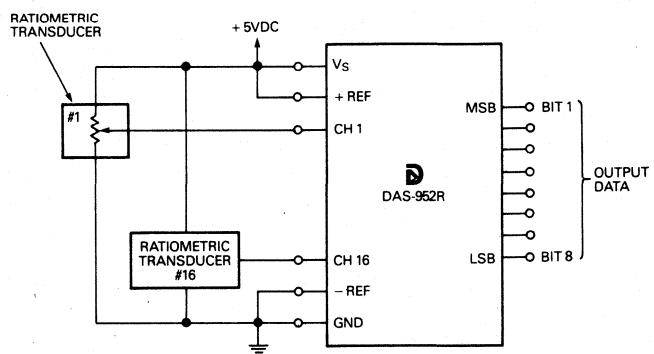 RATIOMETRIC
TRANSDUCER
+5VDC
VS
+ REF
#1
CH 1
MSB
BIT 1
DAS-952R
OUTPUT
DATA
RATIOMETRIC
TRANSDUCER
#16
CH 16
LSB
BIT 8
− REF
GND